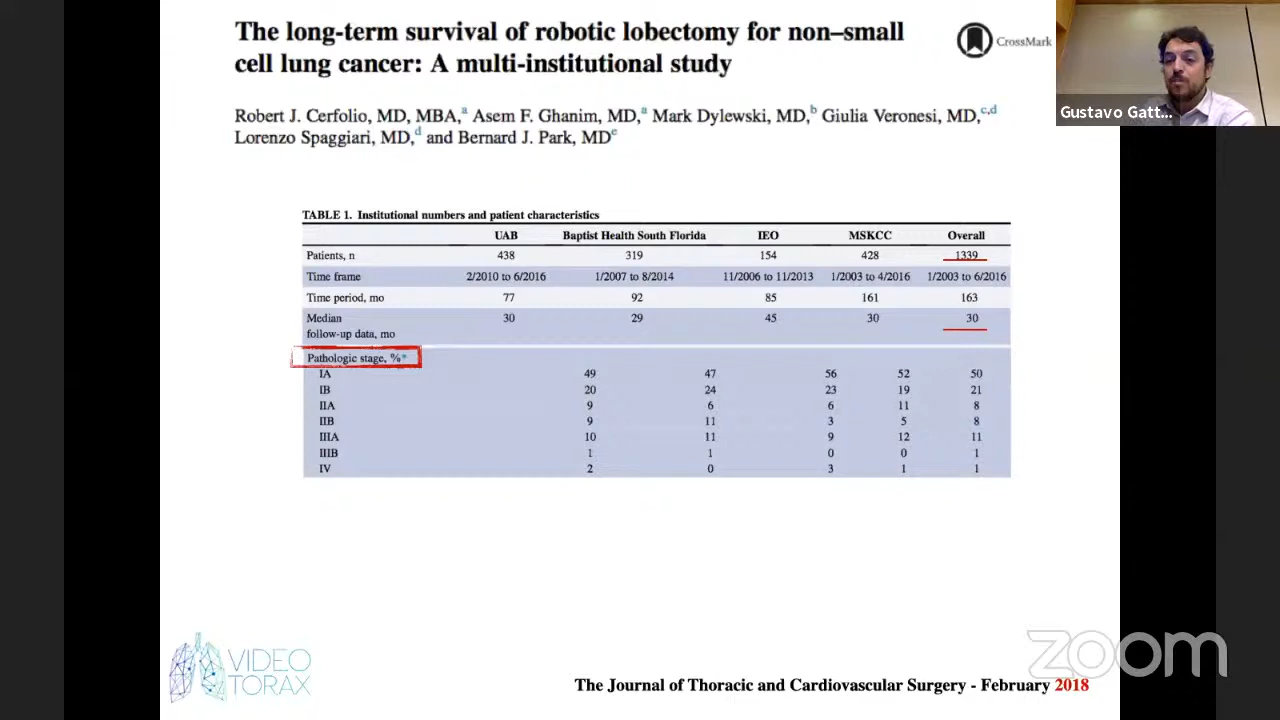 The long-term survival of robotic lobectomy for non–small
cell lung cancer: A multi-institutional study
CrossMark
Robert J. Cerfolio, MD, MBA,a Asem F. Ghanim, MD,a Mark Dylewski, MD,b Giulia Veronesi, MD,c,d
Lorenzo Spaggiari, MD,d and Bernard J. Park, MDe
Gustavo Gatt...
TABLE 1. Institutional numbers and patient characteristics
UAB Baptist Health South Florida IEO MSKCC Overall
Patients, n 438 319 154 428 1339
Time frame 2/2010 to 6/2016 1/2007 to 8/2014 11/2006 to 11/2013 1/2003 to 4/2016 1/2003 to 6/2016
Time period, mo 77 92 85 161 163
Median 30 29 45 30 30
follow-up data, mo
Pathologic stage, %*
IA 49 47 56 52 50
IB 20 24 23 19 21
IIA 9 6 6 11 8
IIB 9 11 3 5 8
IIIA 10 11 9 12 11
IIIB 1 1 0 0 1
IV 2 0 3 1 1
VIDEO
TORAX
zoom
The Journal of Thoracic and Cardiovascular Surgery - February 2018